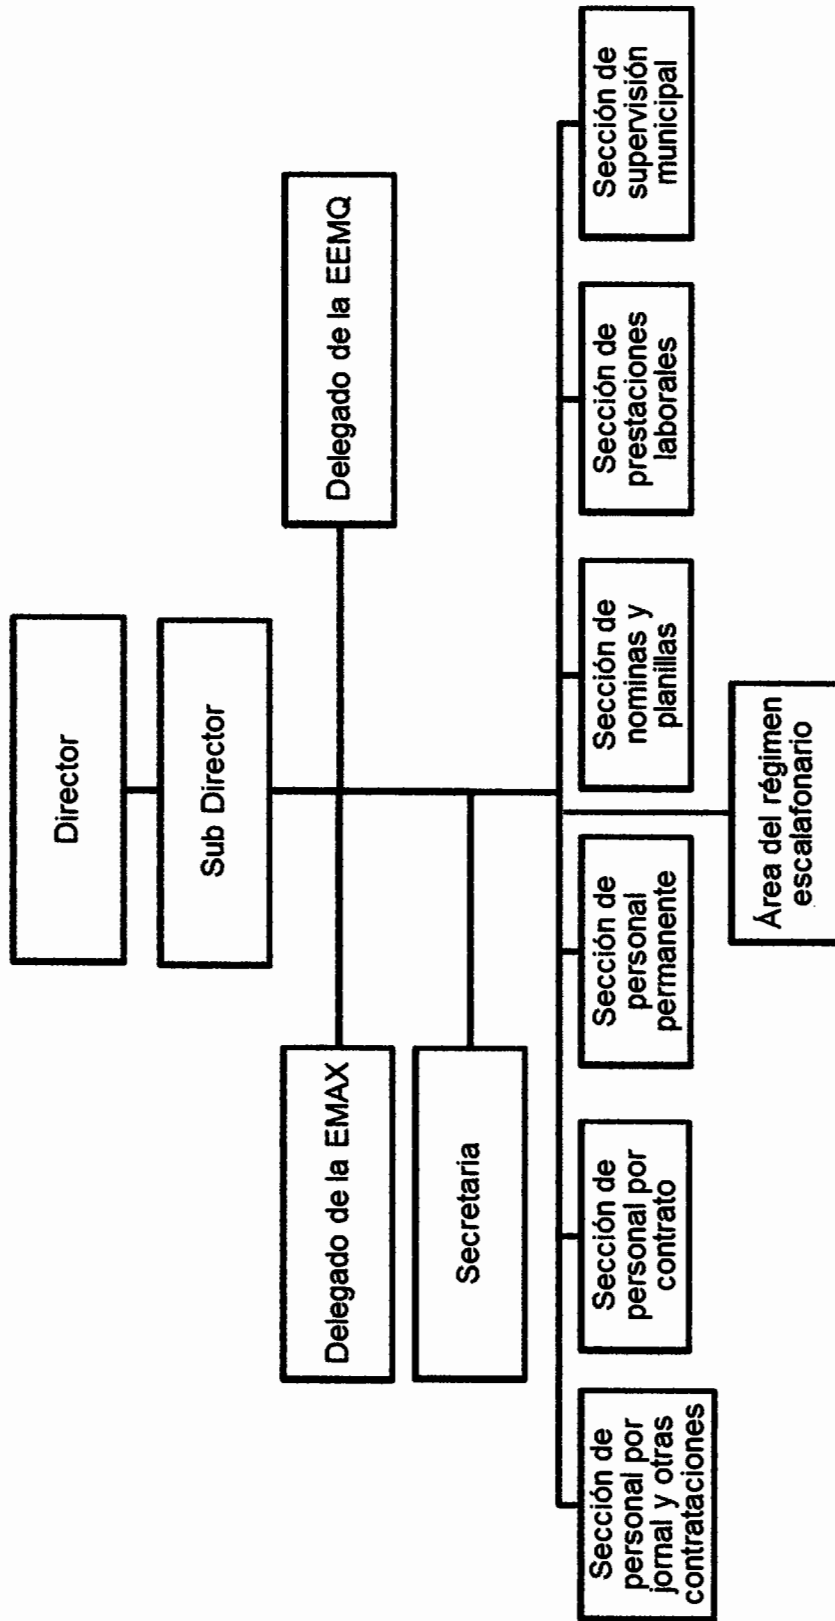 Director
Sub Director
Delegado de la EMAX
Delegado de la EEMQ
Secretaria
Sección de
personal por
jornal y otras
contrataciones
Sección de
personal por
contrato
Sección de
personal
permanente
Sección de
nominas y
planillas
Sección de
prestaciones
laborales
Sección de
supervisión
municipal
Área del régimen
escalafonario